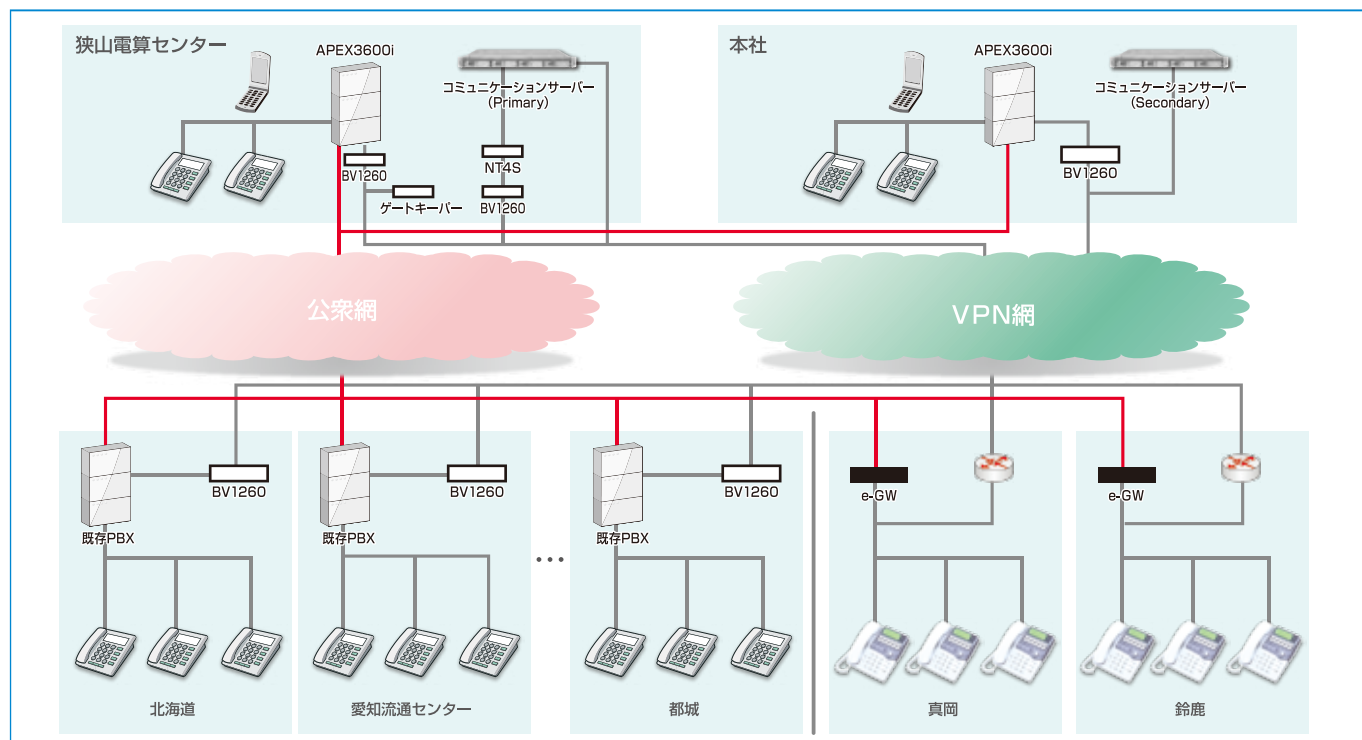 狭山電算センター
APEX3600i
コミュニケーションサーバー
(Primary)
BV1260
ゲートキーパー
NT4S
BV1260
本社
APEX3600i
コミュニケーションサーバー
(Secondary)
BV1260
公衆網
VPN網
BV1260
既存PBX
北海道
BV1260
既存PBX
愛知流通センター
…
BV1260
既存PBX
都城
e-GW
真岡
e-GW
鈴鹿